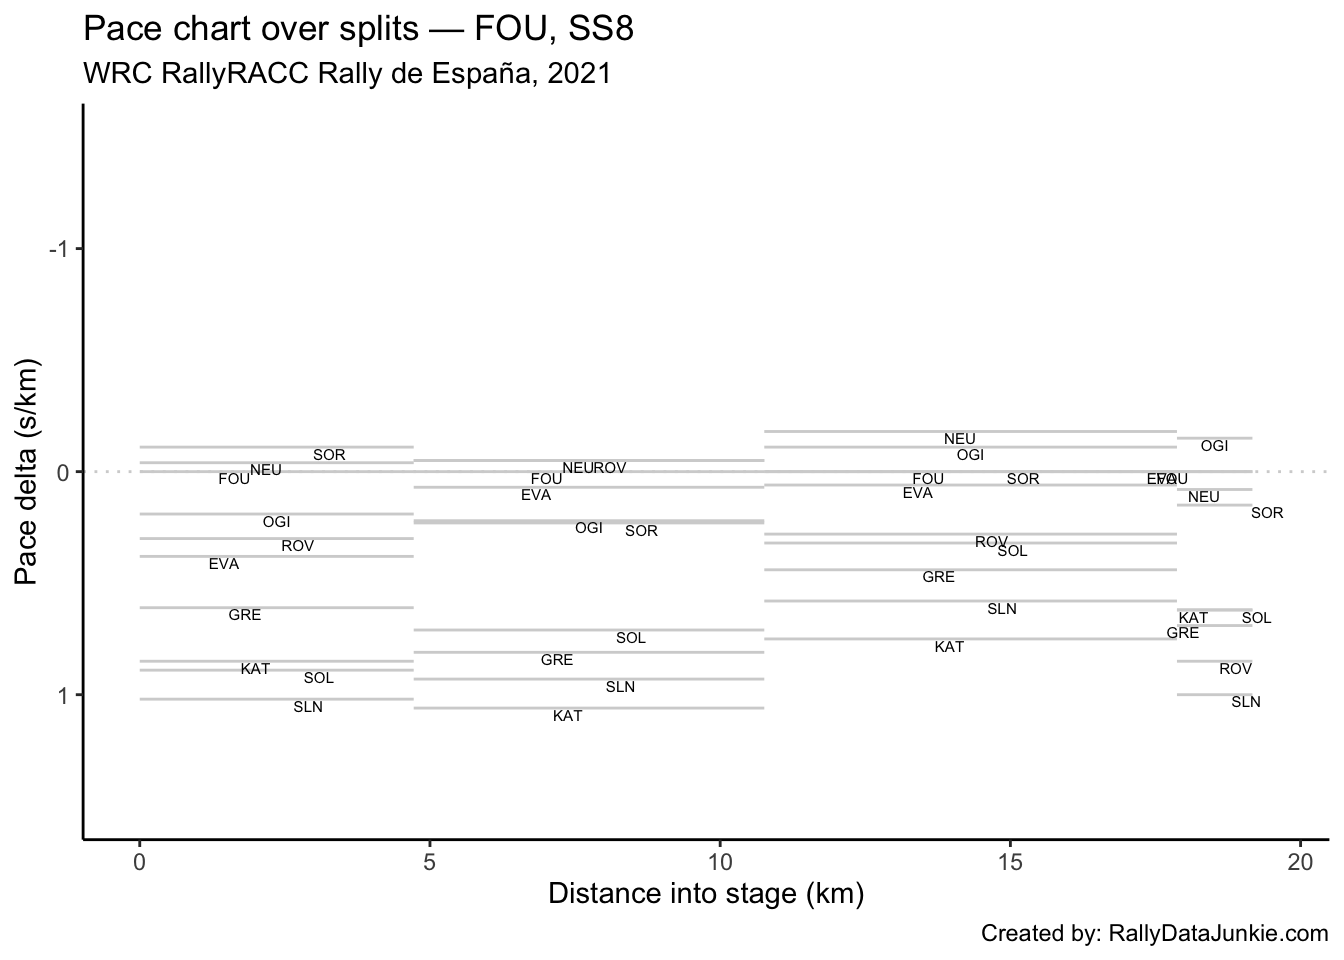 Pace chart over splits — FOU, SS8
WRC RallyRACC Rally de España, 2021
Pace delta (s/km)
-1
0
1
SOR
NEU
FOU
OGI
ROV
EVA
GRE
KAT
SOL
SLN
NEU
ROV
FOU
EVA
OGI
SOR
SOL
GRE
SLN
KAT
NEU
OGI
FOU
SOR
EVA
ROV
SOL
GRE
SLN
KAT
OGI
EVA
FOU
NEU
SOR
KAT
SOL
GRE
ROV
SLN
0 5 10 15 20
Distance into stage (km)
Created by: RallyDataJunkie.com